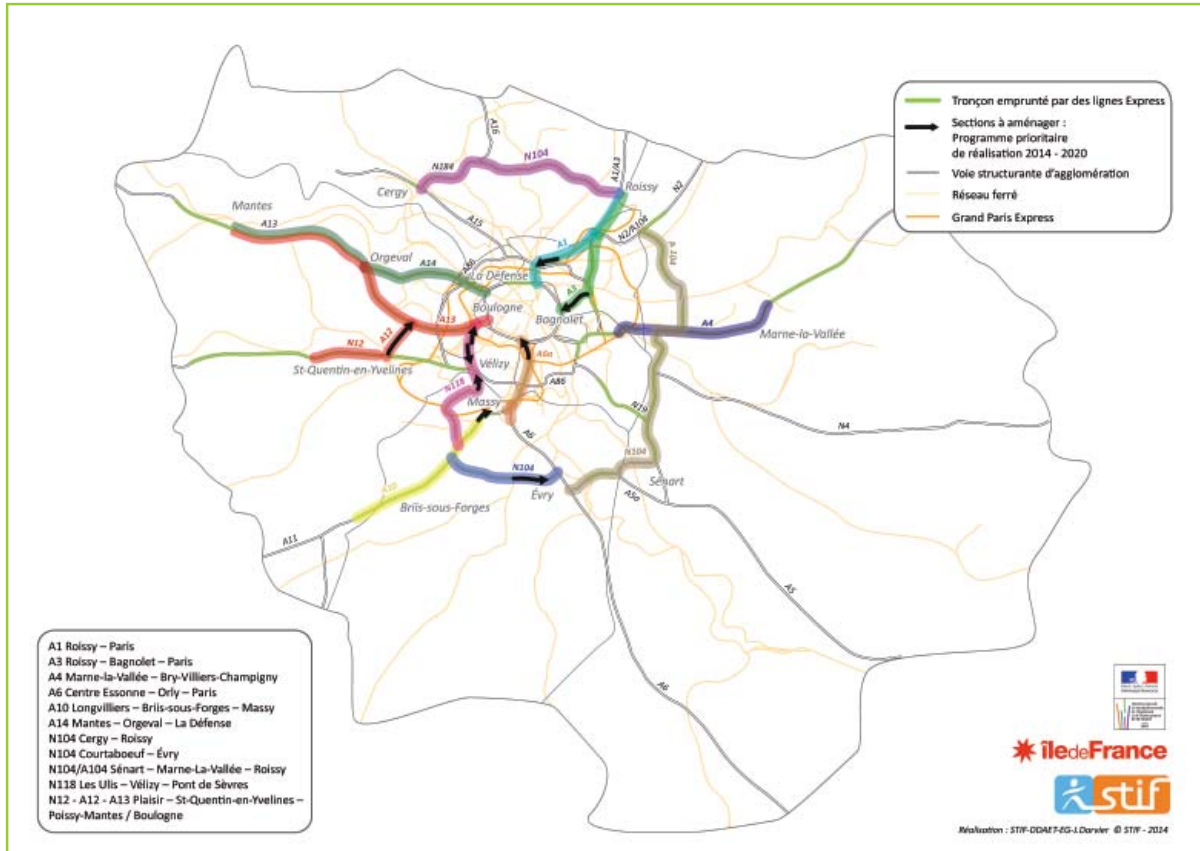 Tronçon emprunté par des lignes Express
Sections à aménager :
Programme prioritaire
de réalisation 2014 - 2020
Voie structurante d'agglomération
Réseau ferré
Grand Paris Express
A16
N184
N104
A1/A3
Roissy
N2
Cergy
A15
Mantes
A13
A1
N2/A104
A 104
Orgeval
A14
A86
La Défense
A3
Boulogne
A13
Bagnolet
A4
Marne-la-Vallée
A12
N12
St-Quentin-en-Yvelines
Vélizy
A6a
A86
N118
Massy
N19
A6
N4
N104
N104
A10
Évry
Sénart
A5a
Briis-sous-Forges
A11
A5
A6
A1 Roissy – Paris
A3 Roissy – Bagnolet – Paris
A4 Marne-la-Vallée – Bry-Villiers-Champigny
A6 Centre Essonne – Orly – Paris
A10 Longvilliers – Briis-sous-Forges – Massy
A14 Mantes – Orgeval – La Défense
N104 Cergy – Roissy
N104 Courtaboeuf – Évry
N104/A104 Sénart – Marne-La-Vallée – Roissy
N118 Les Ulis – Vélizy – Pont de Sèvres
N12 - A12 - A13 Plaisir – St-Quentin-en-Yvelines –
Poissy-Mantes / Boulogne
îledeFrance
stif
Réalisation : STIF-DDAET-EG-J.Darvier © STIF - 2014